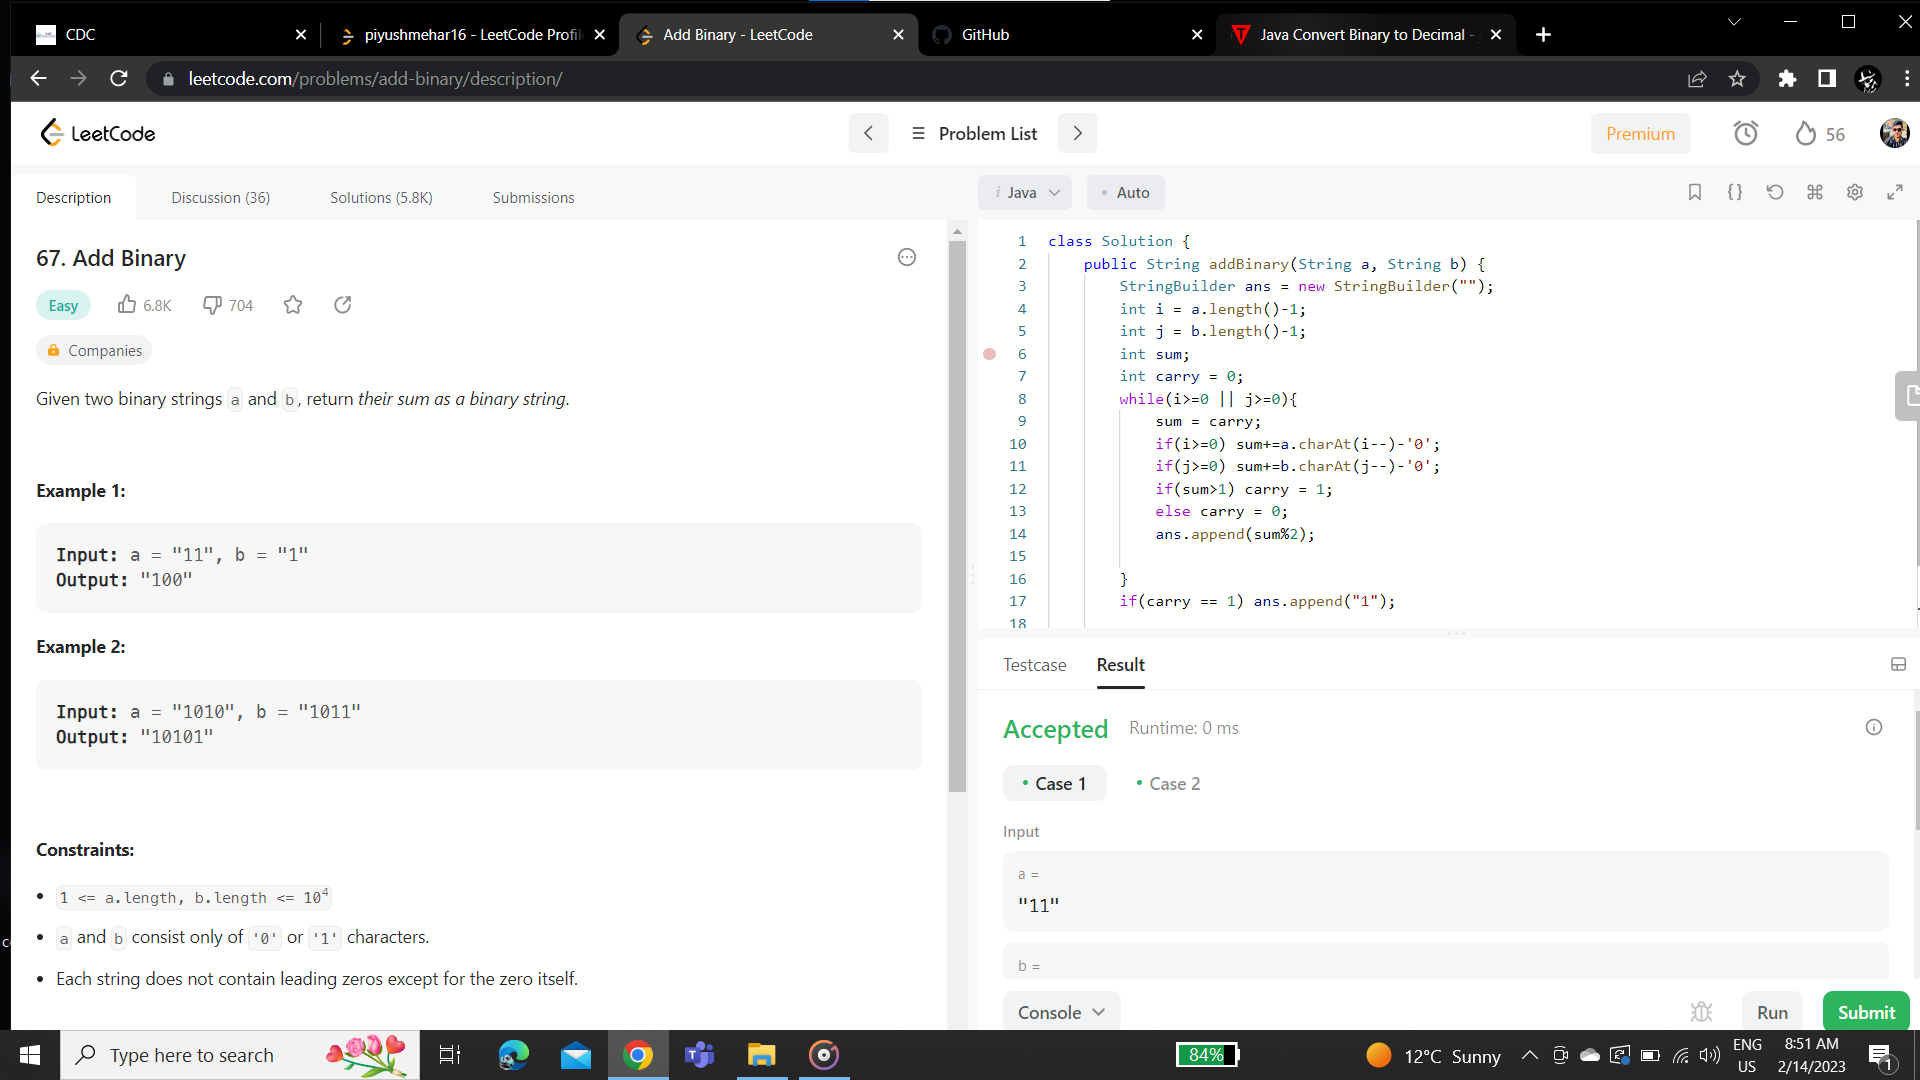 CDC
piyushmehar16 - LeetCode Profil
Add Binary - LeetCode
GitHub
Java Convert Binary to Decimal -
leetcode.com/problems/add-binary/description/
LeetCode
Problem List
Premium
56
Description
Discussion (36)
Solutions (5.8K)
Submissions
i Java
• Auto
67. Add Binary
Easy
6.8K
704
Companies
Given two binary strings a and b, return their sum as a binary string.
Example 1:
Input: a = "11", b = "1"
Output: "100"
Example 2:
Input: a = "1010", b = "1011"
Output: "10101"
Constraints:
• 1 <= a.length, b.length <= 10⁴
• a and b consist only of '0' or '1' characters.
• Each string does not contain leading zeros except for the zero itself.
1 class Solution {
2 public String addBinary(String a, String b) {
3 StringBuilder ans = new StringBuilder("");
4 int i = a.length()-1;
5 int j = b.length()-1;
6 int sum;
7 int carry = 0;
8 while(i>=0 || j>=0){
9 sum = carry;
10 if(i>=0) sum+=a.charAt(i--)-'0';
11 if(j>=0) sum+=b.charAt(j--)-'0';
12 if(sum>1) carry = 1;
13 else carry = 0;
14 ans.append(sum%2);
15
16 }
17 if(carry == 1) ans.append("1");
18
Testcase
Result
Accepted
Runtime: 0 ms
• Case 1
• Case 2
Input
a =
"11"
b =
Console
Run
Submit
Type here to search
84%
12°C Sunny
ENG
US
8:51 AM
2/14/2023
1